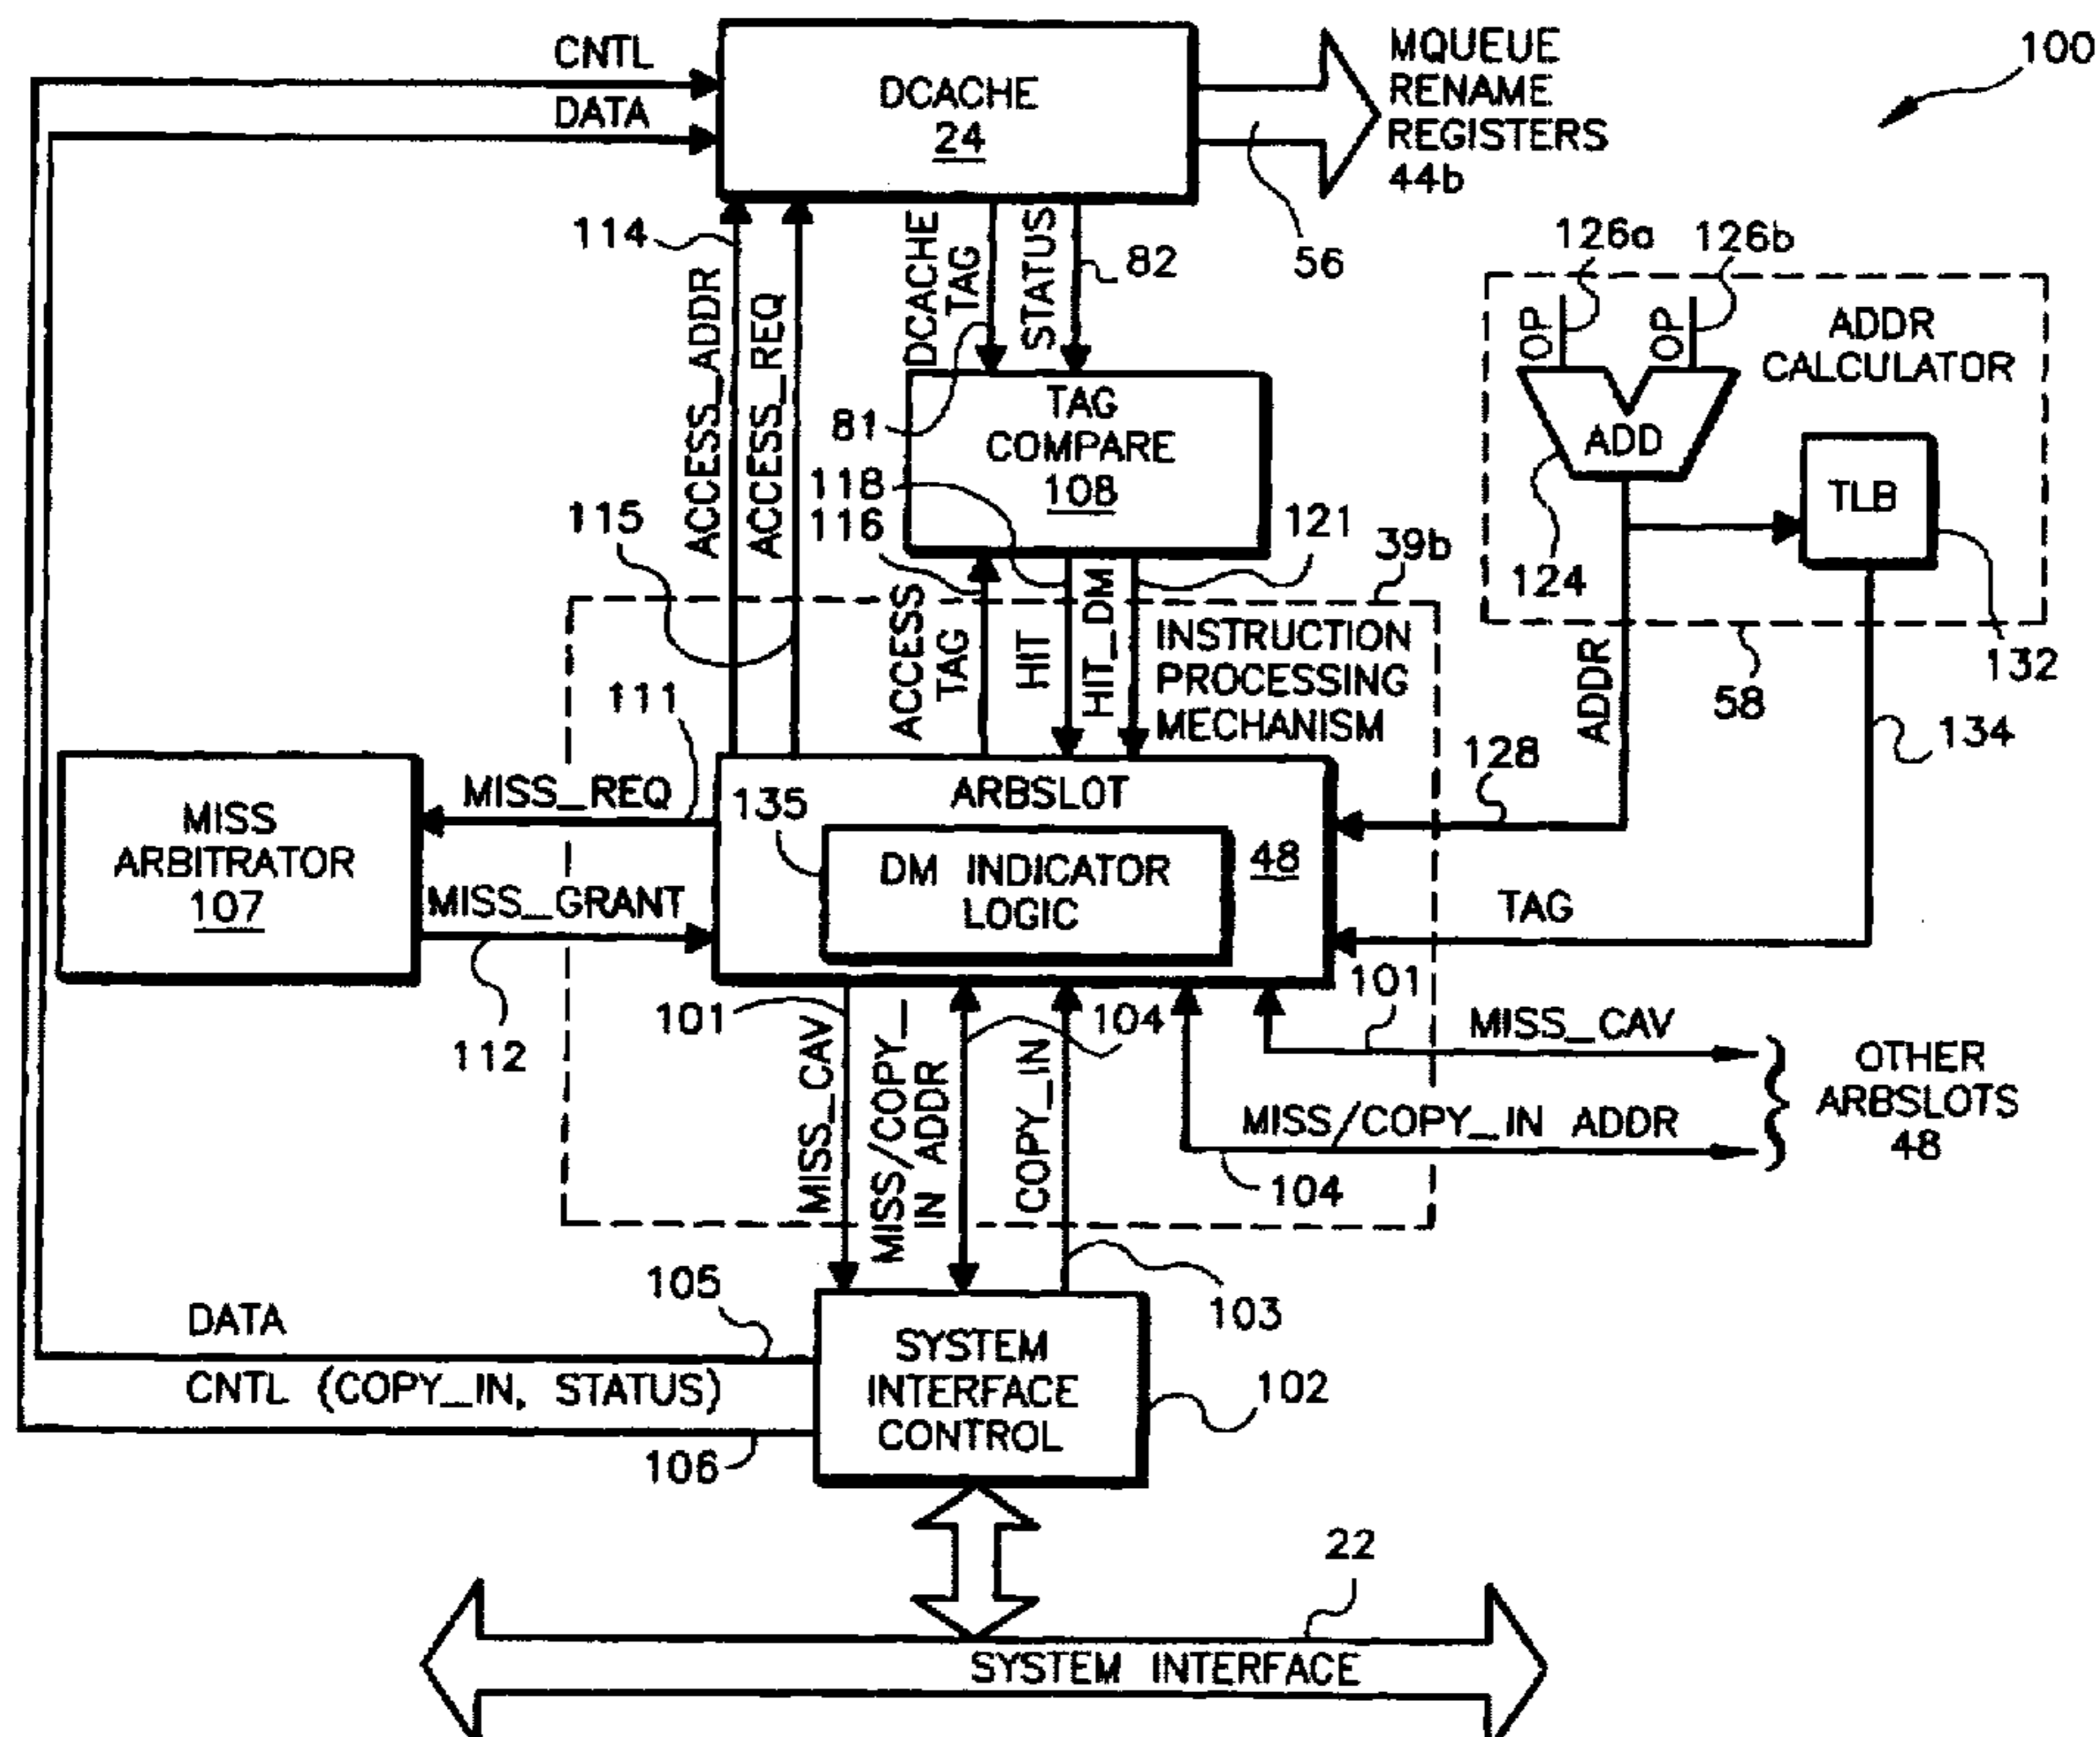 CNTL
DATA
DCACHE
24
MQUEUE
RENAME
REGISTERS
44b
100
114
ACCESS_ADDR
ACCESS_REQ
DCACHE
TAG
STATUS
82
56
126a
126b
OP
OP
ADDR
CALCULATOR
ADD
TLB
124
132
58
81
TAG
COMPARE
108
118
116
115
121
39b
ACCESS
TAG
HIT
HIT_DM
INSTRUCTION
PROCESSING
MECHANISM
ADDR
134
111
128
MISS
ARBITRATOR
107
MISS_REQ
MISS_GRANT
112
135
ARBSLOT
48
DM INDICATOR
LOGIC
TAG
101
MISS_CAV
MISS/COPY_
IN ADDR
104
COPY_IN
101
MISS_CAV
MISS/COPY_IN ADDR
104
OTHER
ARBSLOTS
48
105
103
DATA
CNTL (COPY_IN, STATUS)
106
SYSTEM
INTERFACE
CONTROL
102
22
SYSTEM INTERFACE